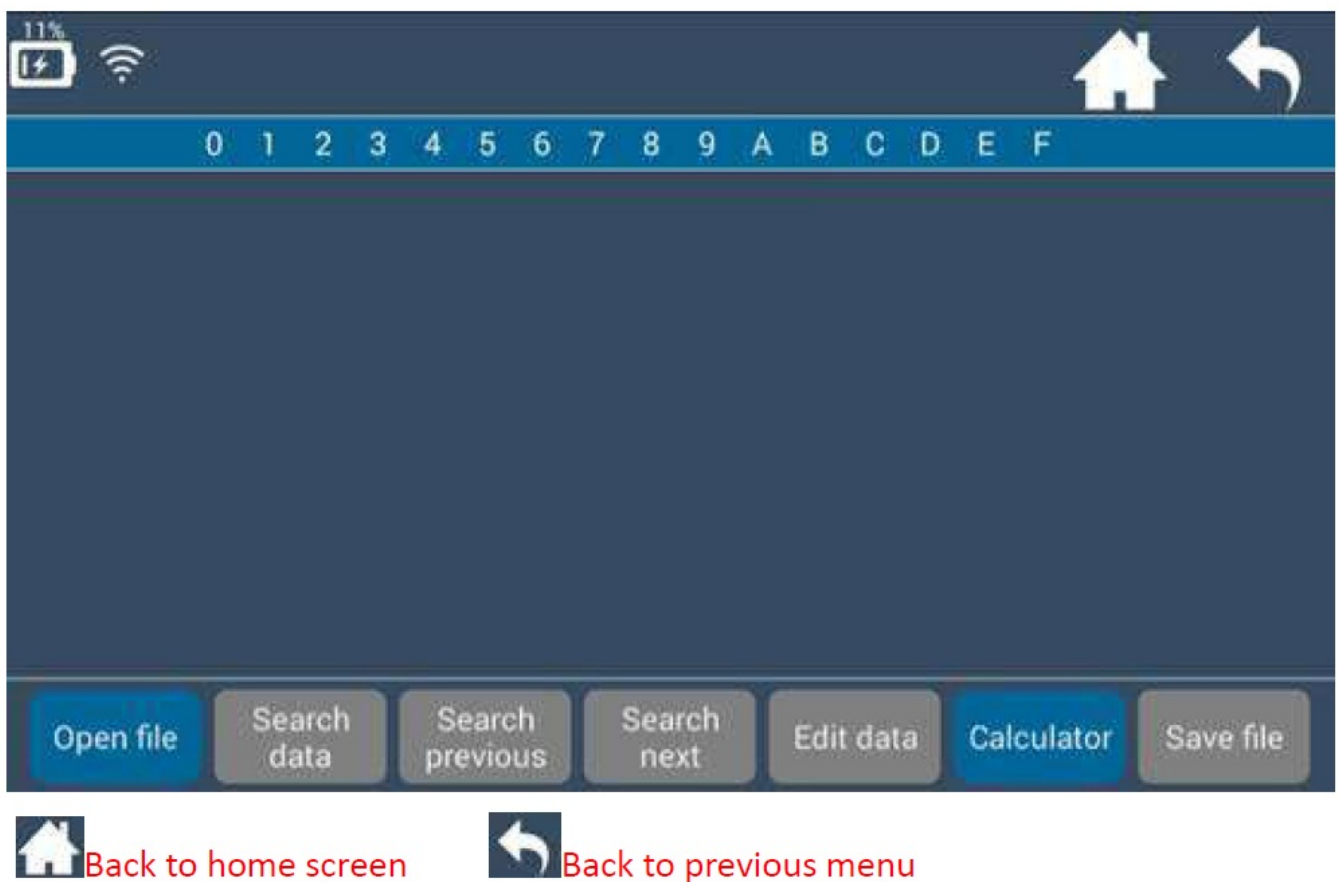 11%
0 1 2 3 4 5 6 7 8 9 A B C D E F
Open file
Search
data
Search
previous
Search
next
Edit data
Calculator
Save file
Back to home screen
Back to previous menu